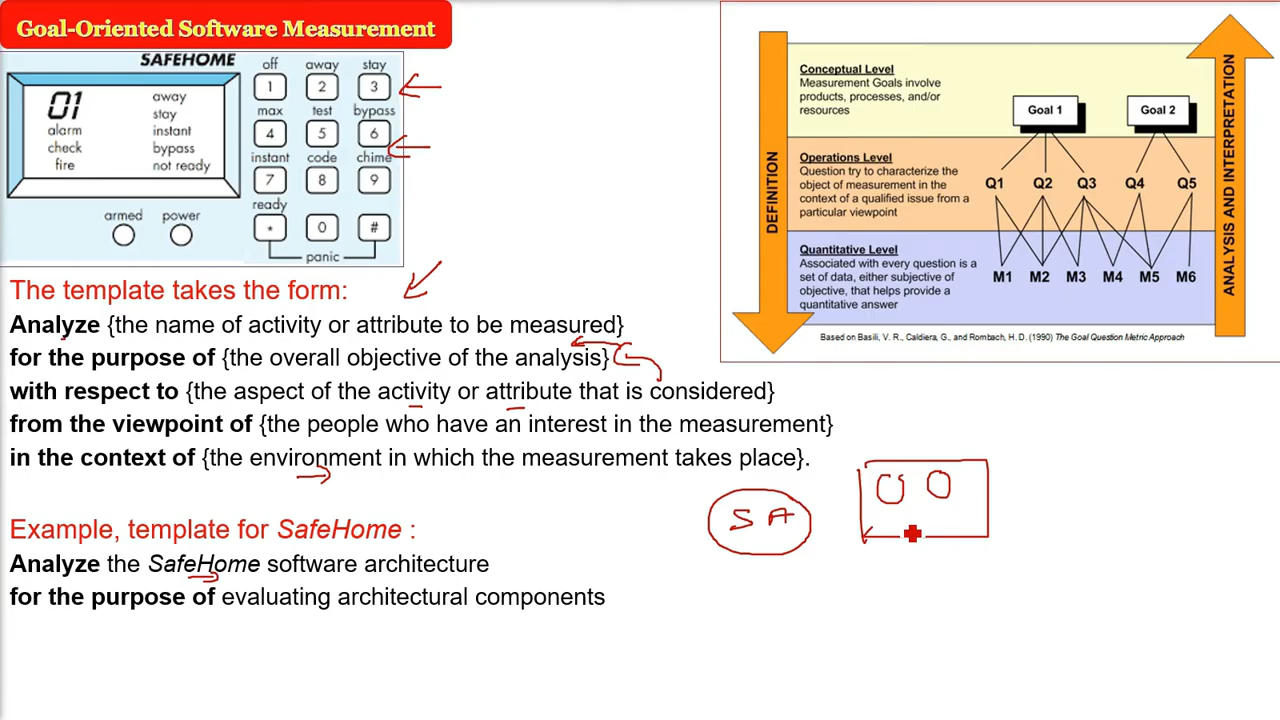 Goal-Oriented Software Measurement
SAFEHOME
off away stay
01
away
stay
instant
bypass
not ready
alarm
check
fire
1 2 3
max test bypass
4 5 6
instant code chime
7 8 9
ready
* 0 #
panic
armed power
DEFINITION
Conceptual Level
Measurement Goals involve
products, processes, and/or
resources
Goal 1 Goal 2
Operations Level
Question try to characterize the
object of measurement in the
context of a qualified issue from a
particular viewpoint
Q1 Q2 Q3 Q4 Q5
Quantitative Level
Associated with every question is a
set of data, either subjective of
objective, that helps provide a
quantitative answer
M1 M2 M3 M4 M5 M6
ANALYSIS AND INTERPRETATION
Based on Basili, V. R., Caldiera, G., and Rombach, H. D. (1990) The Goal Question Metric Approach
The template takes the form:
Analyze {the name of activity or attribute to be measured}
for the purpose of {the overall objective of the analysis}
with respect to {the aspect of the activity or attribute that is considered}
from the viewpoint of {the people who have an interest in the measurement}
in the context of {the environment in which the measurement takes place}.
S A
Example, template for SafeHome :
Analyze the SafeHome software architecture
for the purpose of evaluating architectural components